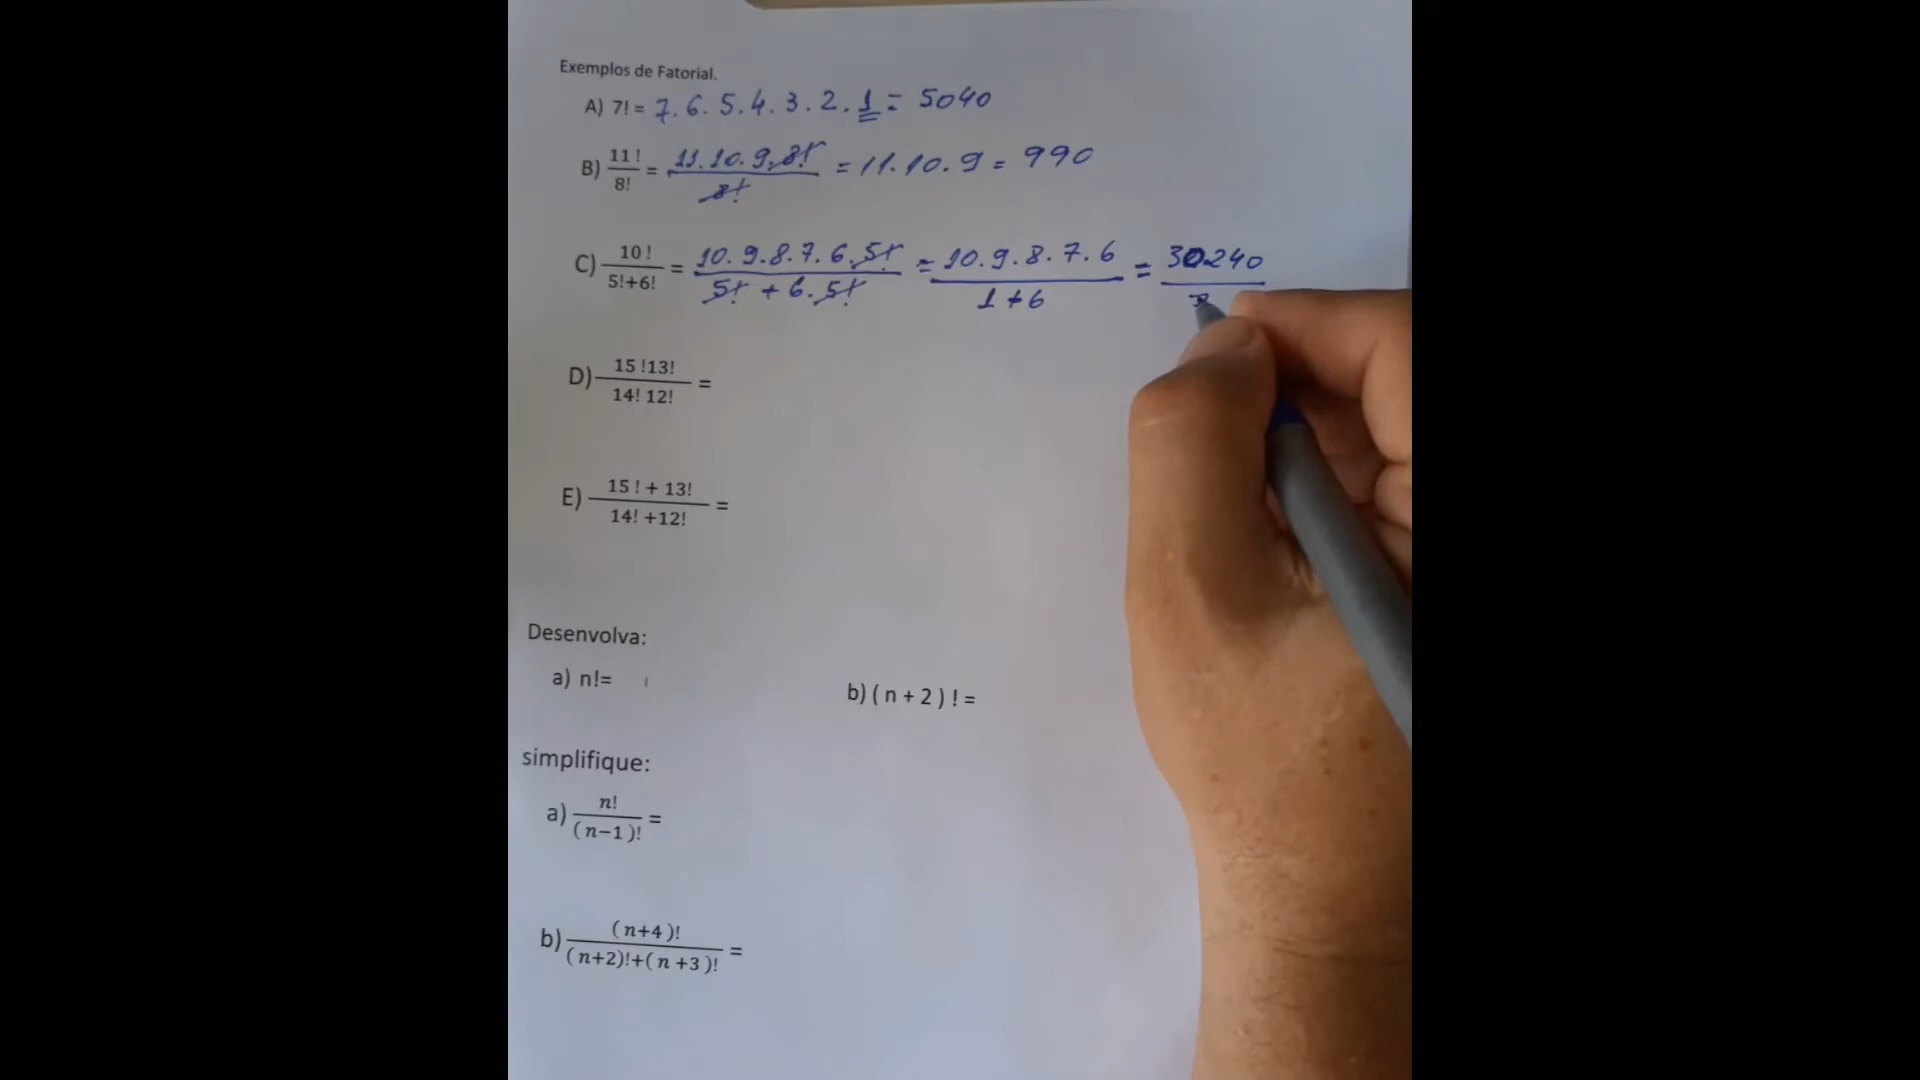 Exemplos de Fatorial.
A) 7! = 7.6.5.4.3.2.1 = 5040
B) 11!/8! = 11.10.9.8!/8! = 11.10.9 = 990
C) 10!/5!+6! = 10.9.8.7.6.5!/5!+6.5! = 10.9.8.7.6/1+6 = 30240/
D) 15!13!/14!12! =
E) 15!+13!/14!+12! =
Desenvolva:
a) n!= b) (n+2)! =
simplifique:
a) n!/(n−1)! =
b) (n+4)!/(n+2)!+(n+3)! =